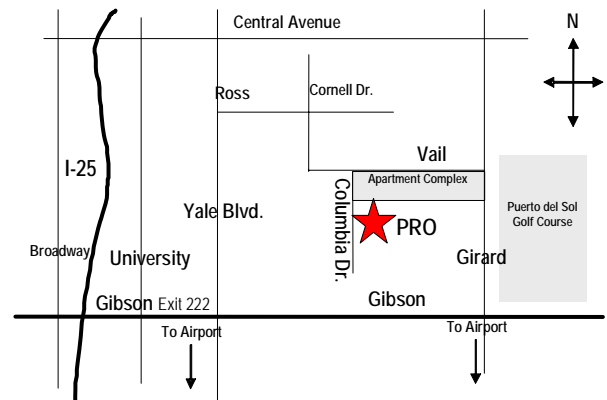 Central Avenue
N
Ross
Cornell Dr.
Vail
I-25
Apartment Complex
Columbia Dr.
Yale Blvd.
PRO
Puerto del Sol
Golf Course
Broadway
University
Girard
Gibson Exit 222
Gibson
To Airport
To Airport